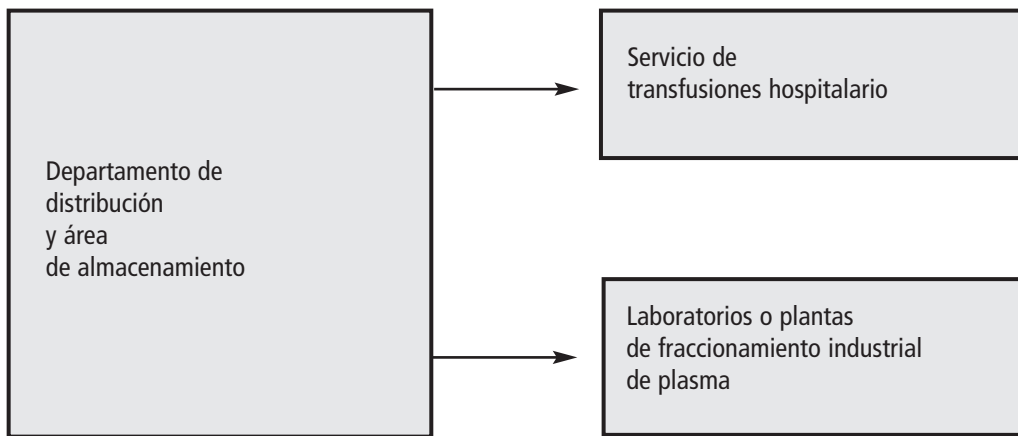 Departamento de
distribución
y área
de almacenamiento
Servicio de
transfusiones hospitalario
Laboratorios o plantas
de fraccionamiento industrial
de plasma